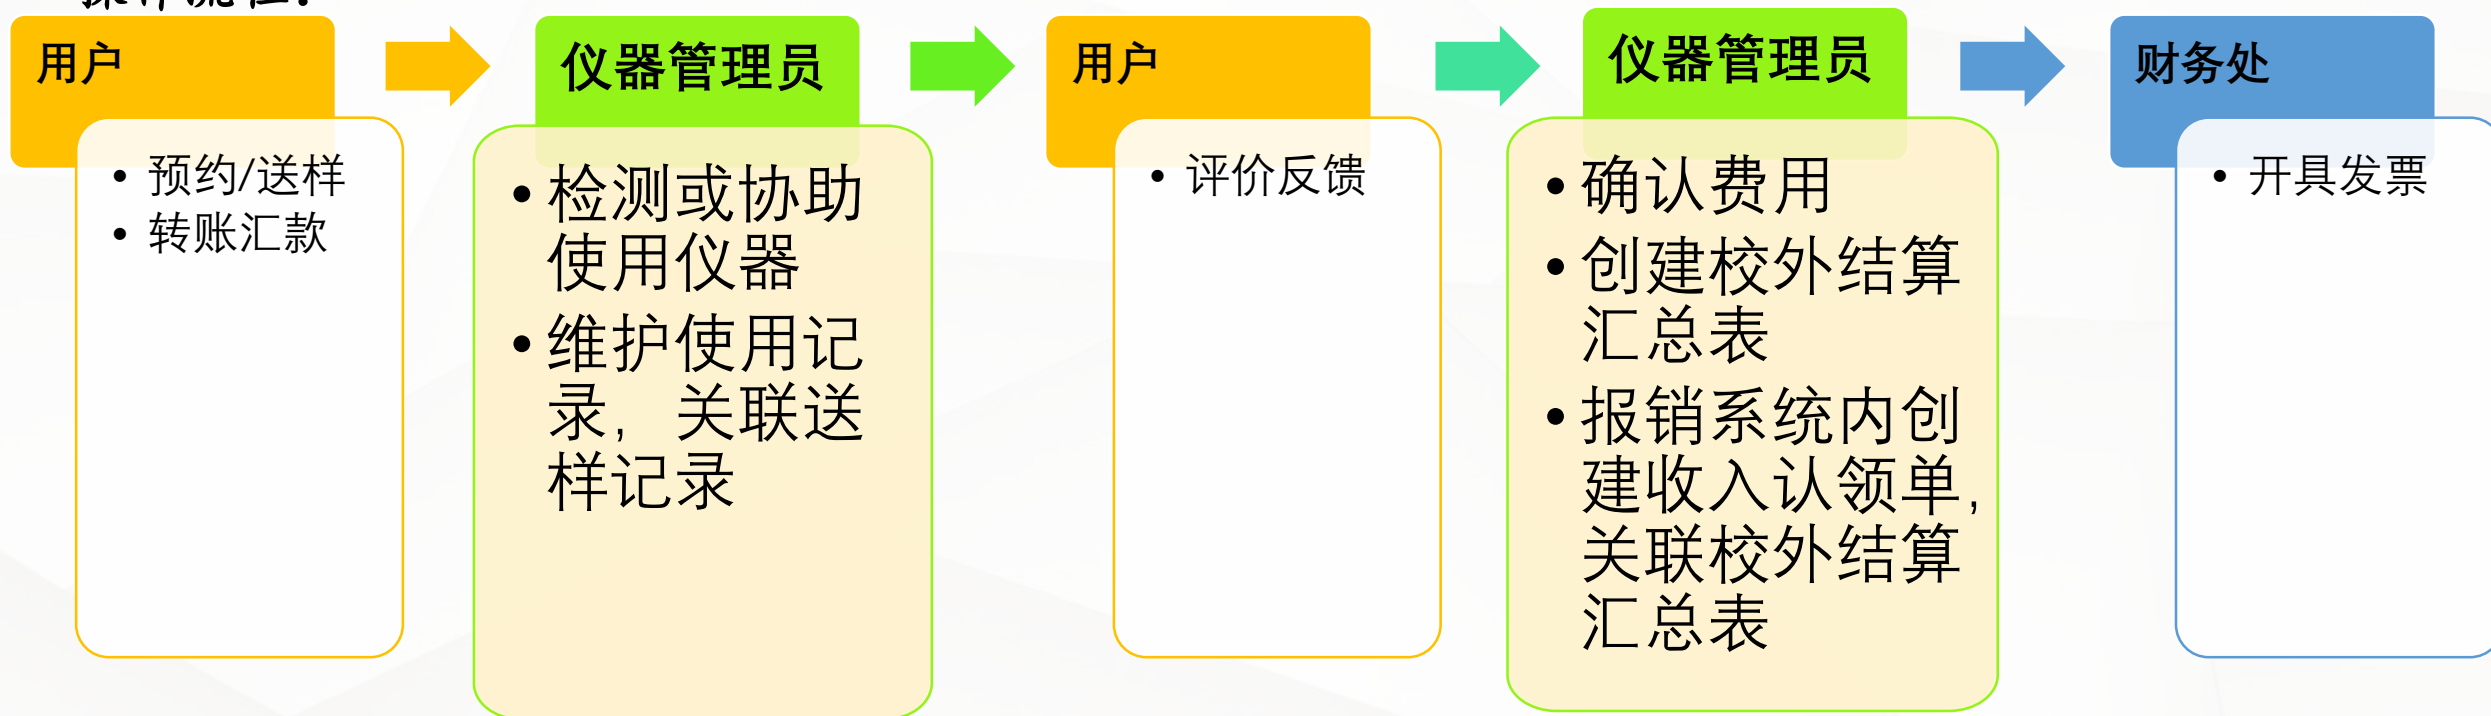 操作流程：
用户
• 预约/送样
• 转账汇款
仪器管理员
• 检测或协助
使用仪器
• 维护使用记
录，关联送
样记录
用户
• 评价反馈
仪器管理员
• 确认费用
• 创建校外结算
汇总表
• 报销系统内创
建收入认领单，
关联校外结算
汇总表
财务处
• 开具发票